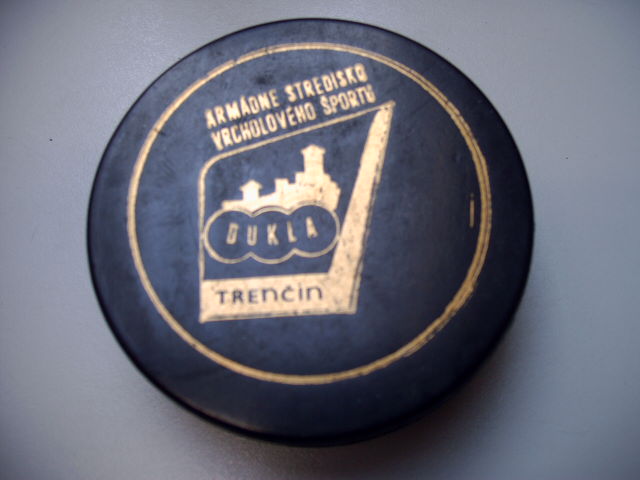 ARMÁDNE STREDISKO
VRCHOLOVÉHO ŠPORTU
DUKLA
TRENČÍN